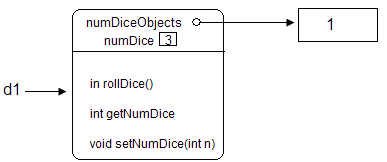 numDiceObjects
1
numDice 3
d1
in rollDice()
int getNumDice
void setNumDice(int n)